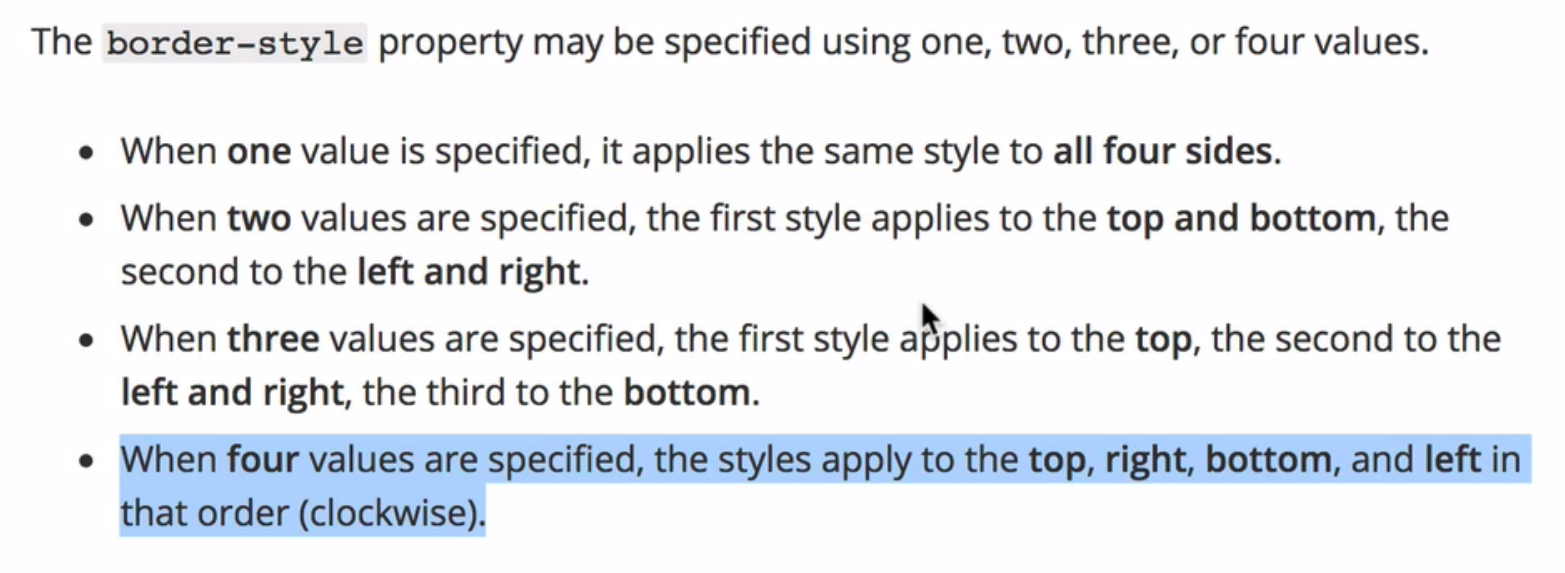 The border-style property may be specified using one, two, three, or four values.
• When one value is specified, it applies the same style to all four sides.
• When two values are specified, the first style applies to the top and bottom, the
second to the left and right.
• When three values are specified, the first style applies to the top, the second to the
left and right, the third to the bottom.
• When four values are specified, the styles apply to the top, right, bottom, and left in
that order (clockwise).